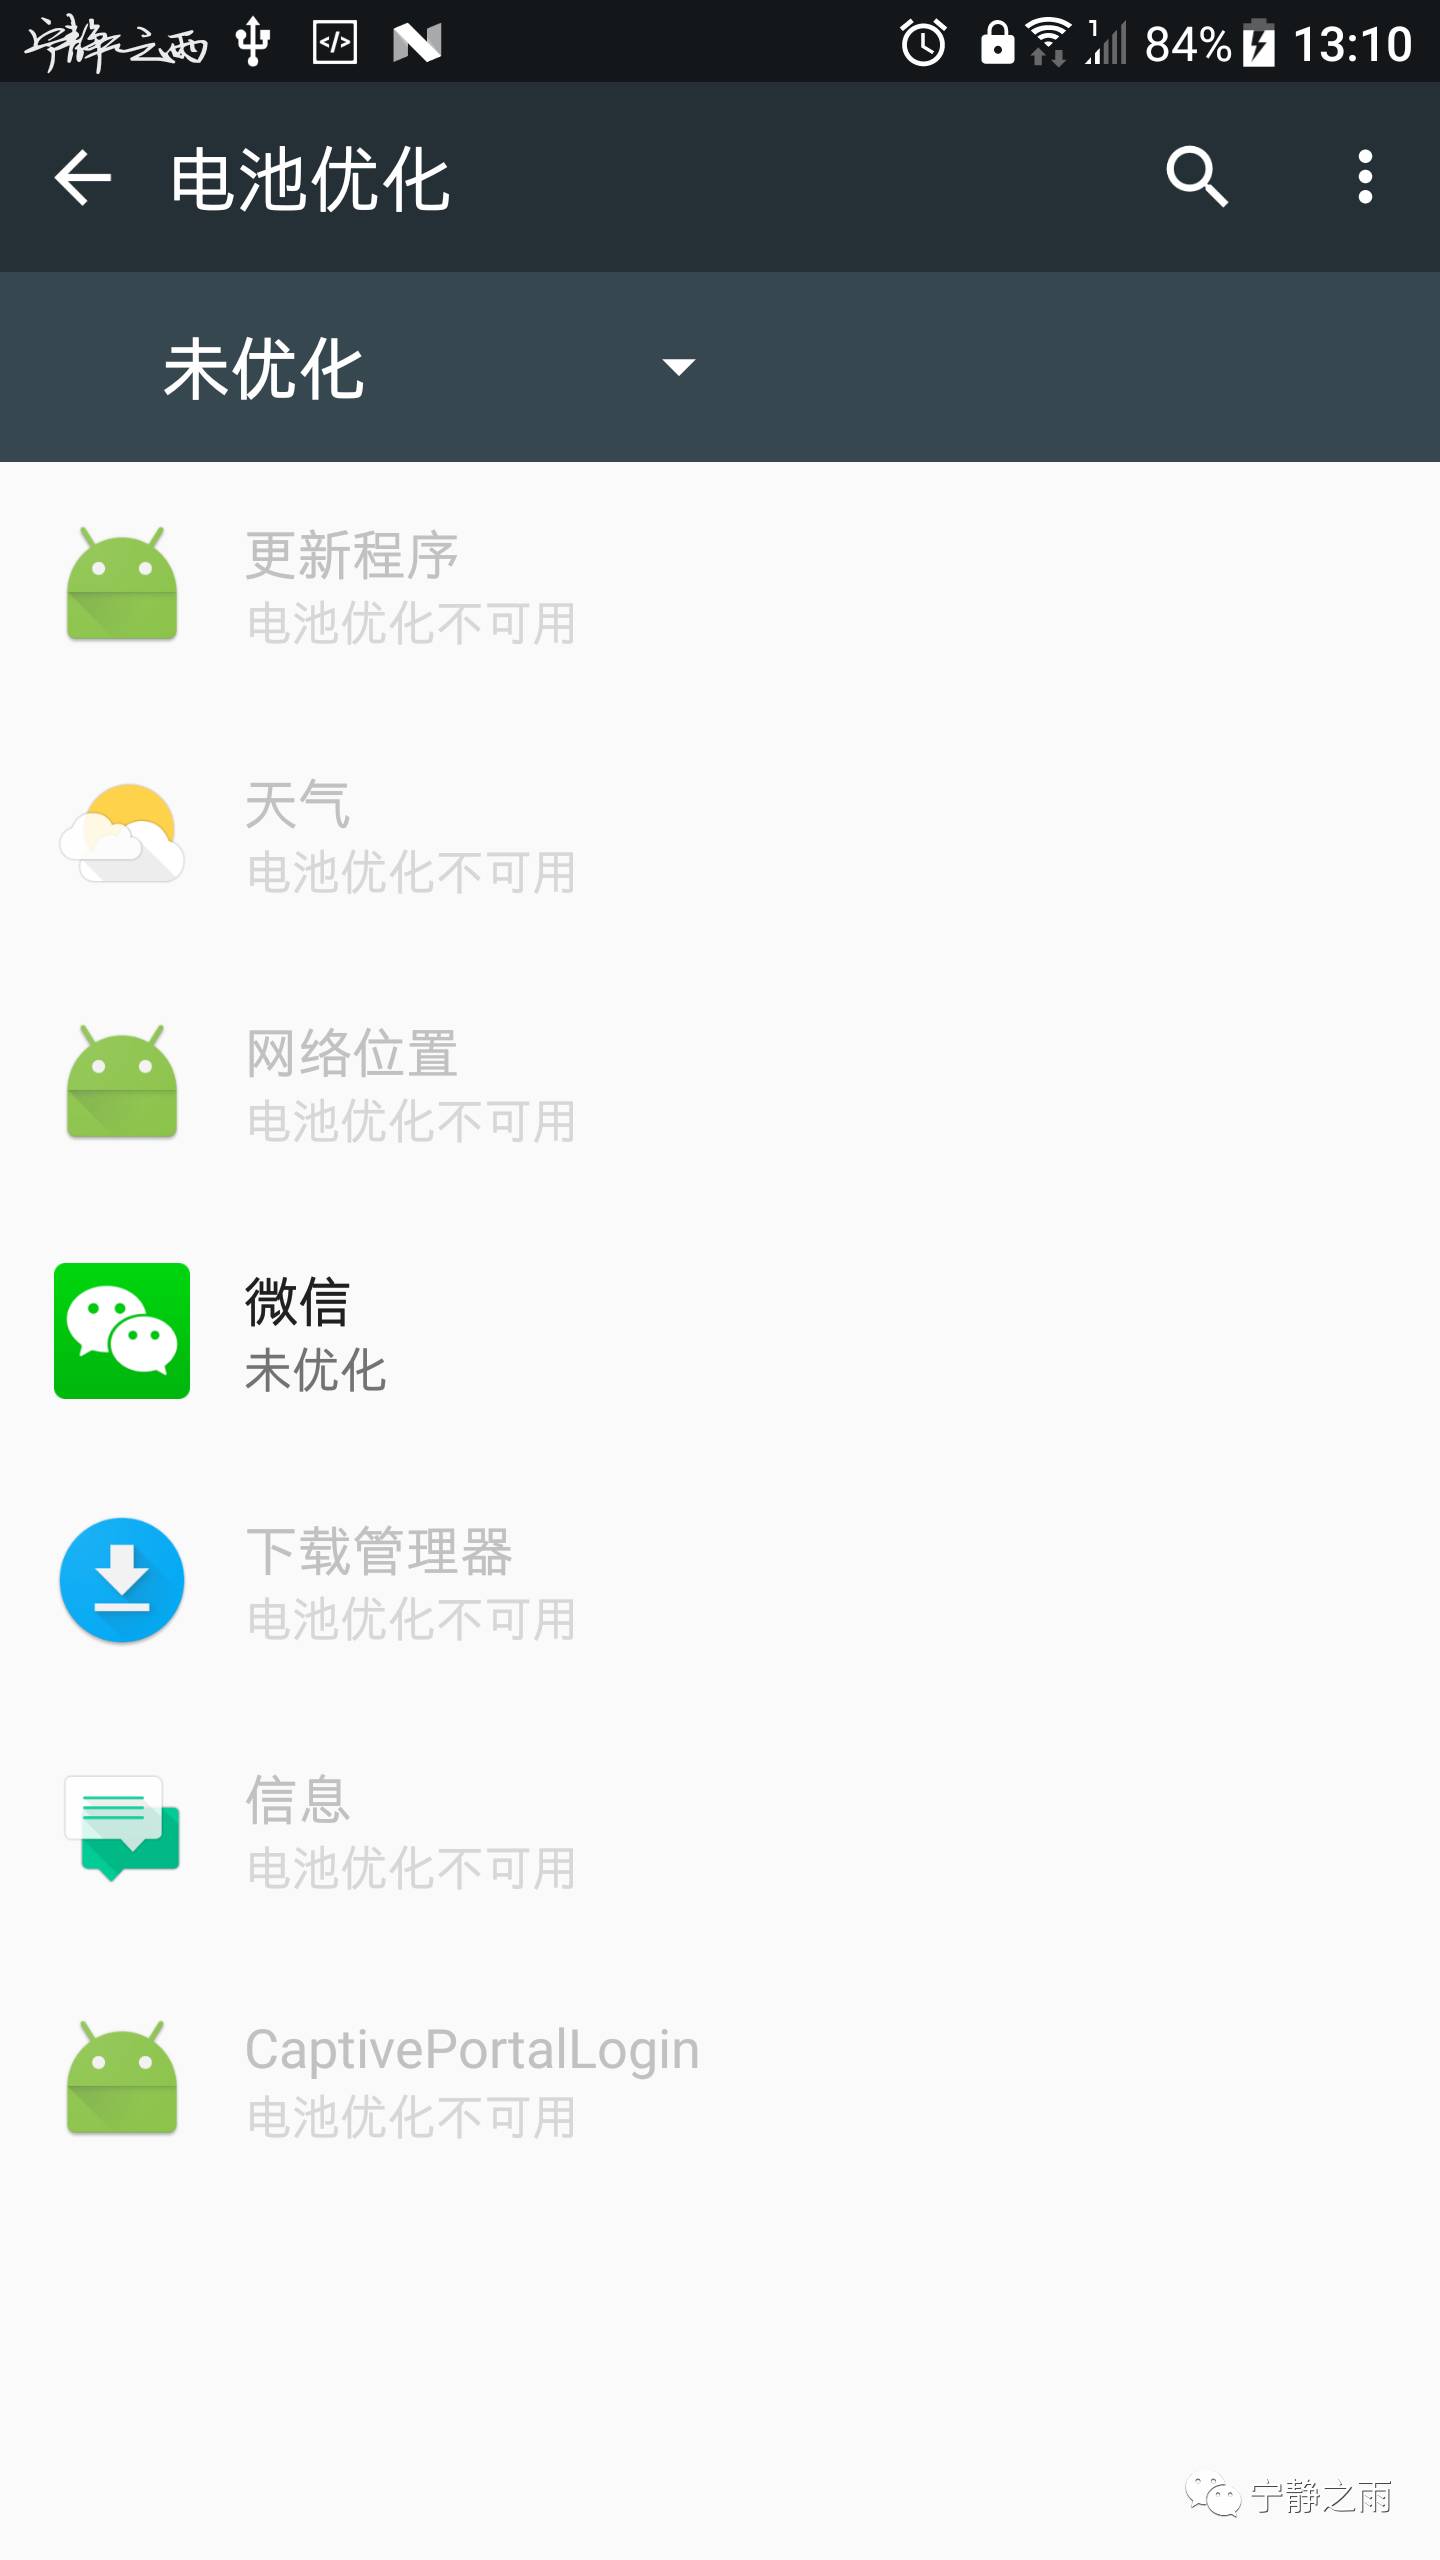 宁静之雨 </> 1 84% 13:10
电池优化
未优化
更新程序
电池优化不可用
天气
电池优化不可用
网络位置
电池优化不可用
微信
未优化
下载管理器
电池优化不可用
信息
电池优化不可用
CaptivePortalLogin
电池优化不可用
宁静之雨